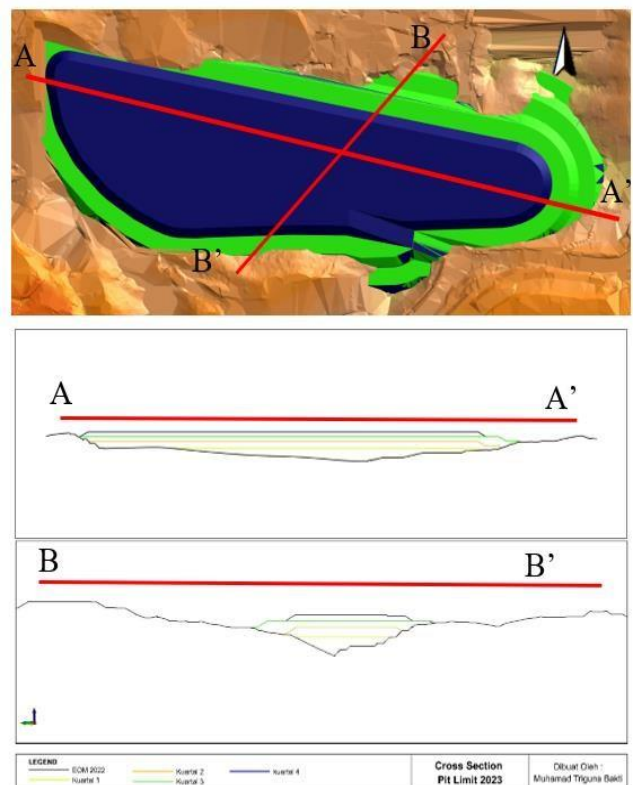 A
B
A’
B’
A
A’
B
B’
LEGEND
EOM 2022
Kuartal 1
Kuartal 2
Kuartal 3
Kuartal 4
Cross Section
Pit Limit 2023
Dibuat Oleh :
Muhamad Triguna Bakti